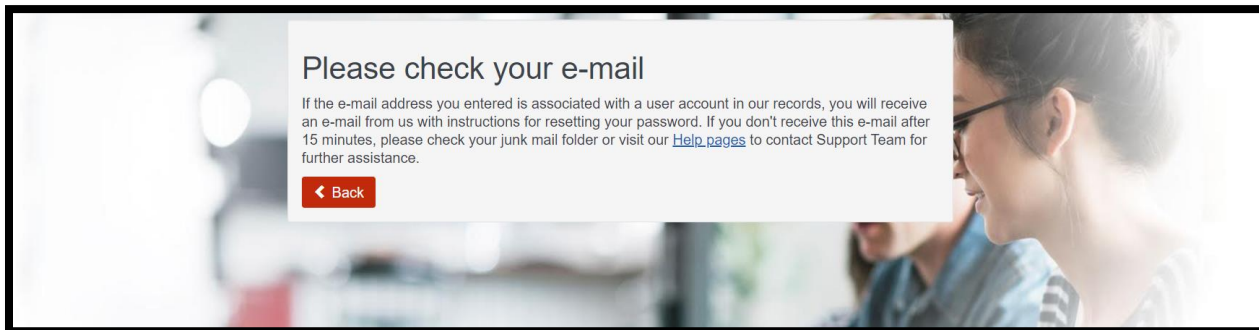 Please check your e-mail
If the e-mail address you entered is associated with a user account in our records, you will receive
an e-mail from us with instructions for resetting your password. If you don't receive this e-mail after
15 minutes, please check your junk mail folder or visit our Help pages to contact Support Team for
further assistance.
Back